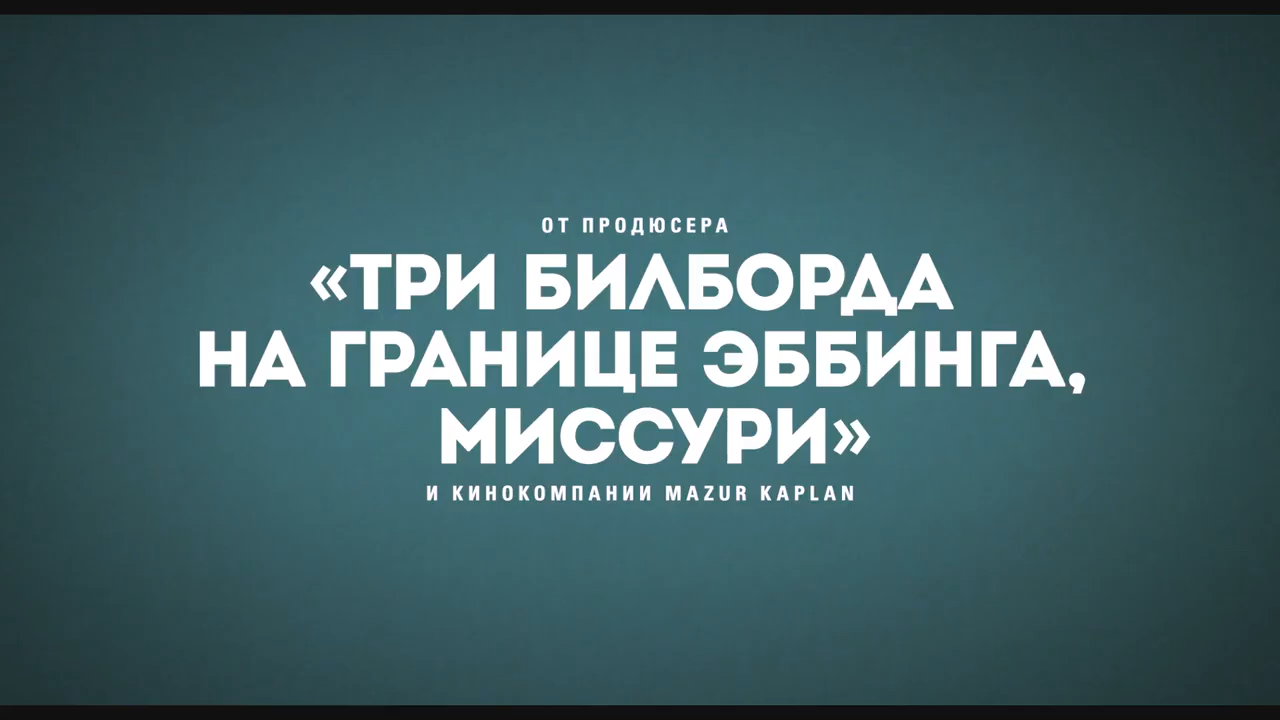 ОТ ПРОДЮСЕРА
«ТРИ БИЛБОРДА
НА ГРАНИЦЕ ЭББИНГА,
МИССУРИ»
И КИНОКОМПАНИИ MAZUR KAPLAN